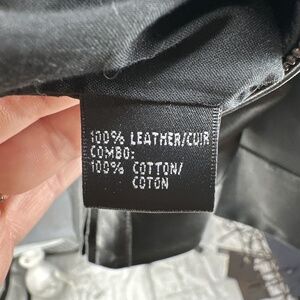 100% LEATHER/CUIR
COMBO:
100% COTTON/
COTON